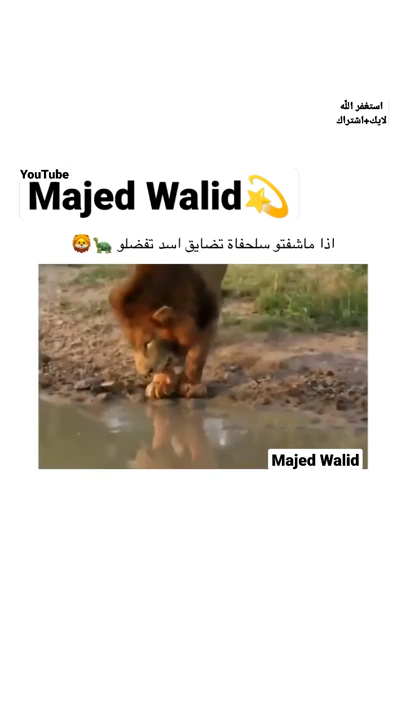 استغفر الله
لايك+اشتراك
YouTube
Majed Walid💫
اذا ماشفتو سلحفاة تضايق اسد تفضلو 🐢🦁
Majed Walid